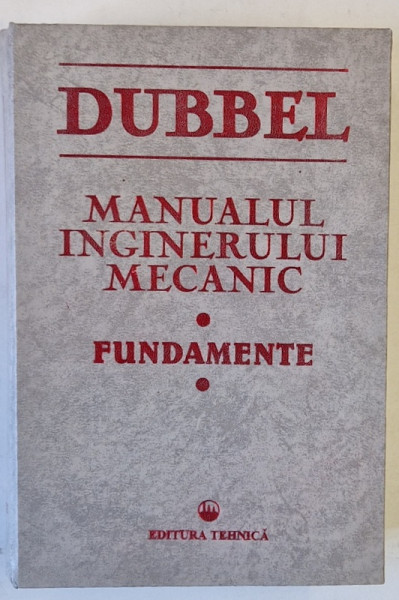 DUBBEL
MANUALUL
INGINERULUI
MECANIC
FUNDAMENTE
EDITURA TEHNICĂ